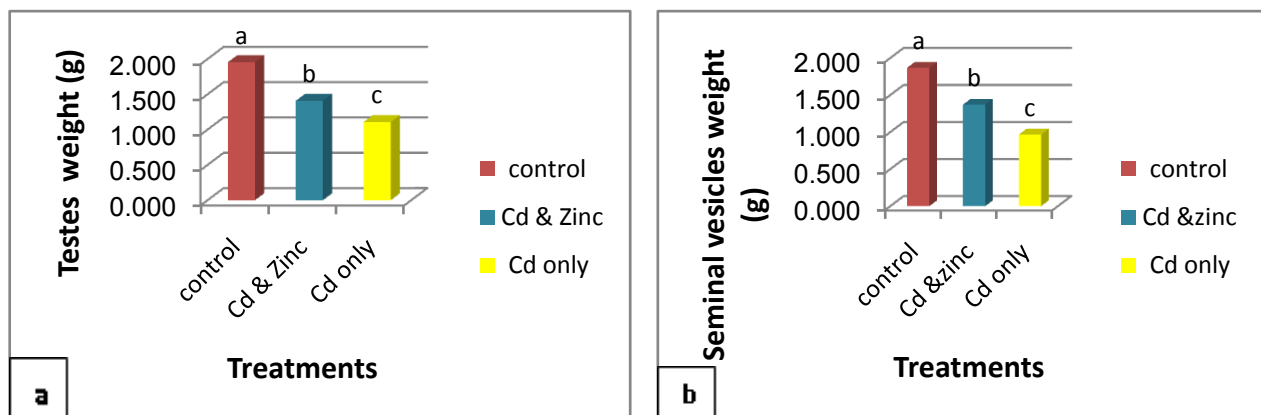 Testes weight (g)
2.000
1.500
1.000
0.500
0.000
a
b
c
control
Cd & Zinc
Cd only
Treatments
control
Cd & Zinc
Cd only
a
Seminal vesicles weight
(g)
2.000
1.500
1.000
0.500
0.000
a
b
c
control
Cd &zinc
Cd only
Treatments
control
Cd &zinc
Cd only
b